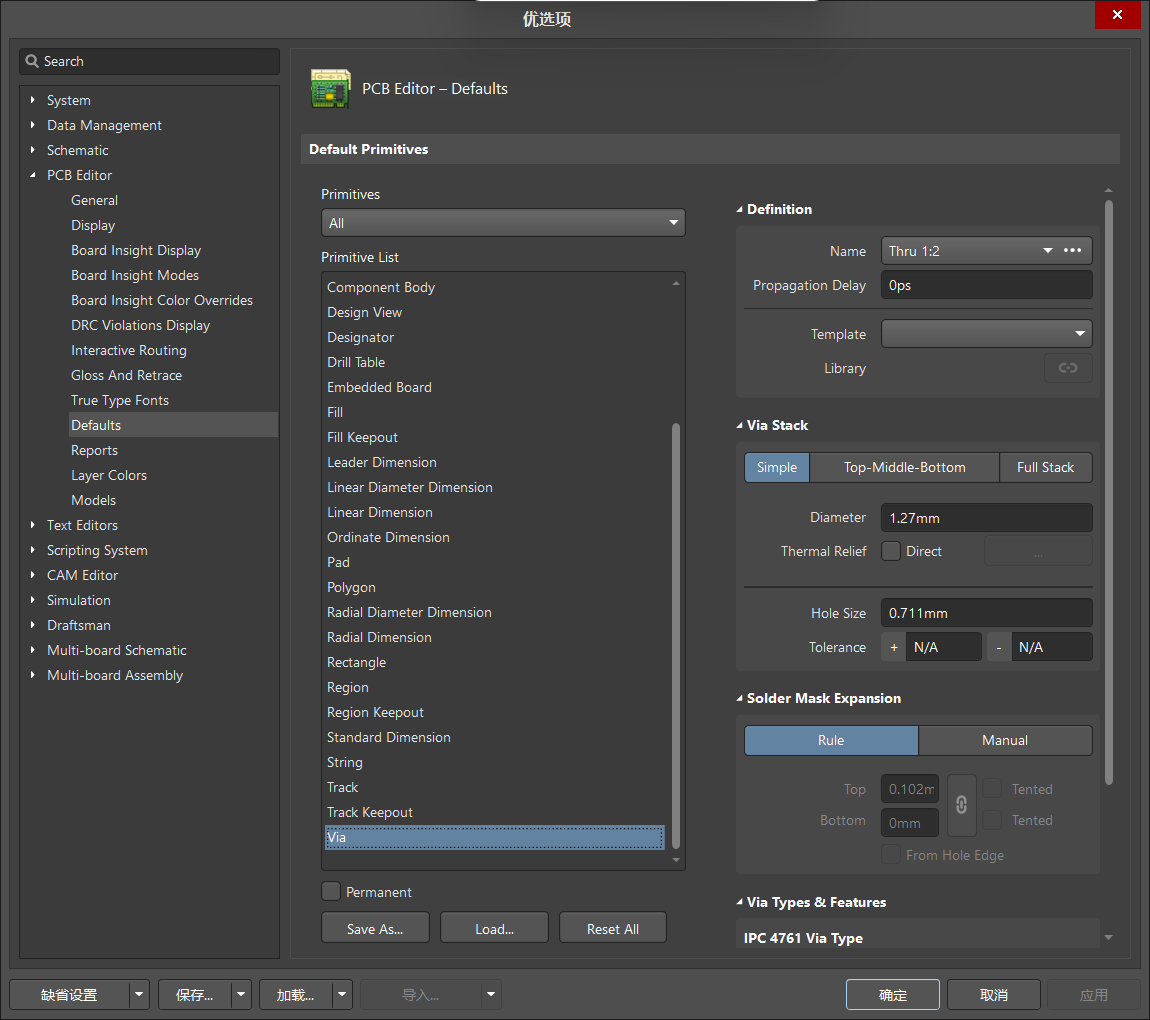 优选项
Search
System
Data Management
Schematic
PCB Editor
General
Display
Board Insight Display
Board Insight Modes
Board Insight Color Overrides
DRC Violations Display
Interactive Routing
Gloss And Retrace
True Type Fonts
Defaults
Reports
Layer Colors
Models
Text Editors
Scripting System
CAM Editor
Simulation
Draftsman
Multi-board Schematic
Multi-board Assembly
PCB Editor – Defaults
Default Primitives
Primitives
All
Primitive List
Component Body
Design View
Designator
Drill Table
Embedded Board
Fill
Fill Keepout
Leader Dimension
Linear Diameter Dimension
Linear Dimension
Ordinate Dimension
Pad
Polygon
Radial Diameter Dimension
Radial Dimension
Rectangle
Region
Region Keepout
Standard Dimension
String
Track
Track Keepout
Via
Permanent
Save As... Load... Reset All
Definition
Name Thru 1:2 •••
Propagation Delay 0ps
Template
Library
Via Stack
Simple Top-Middle-Bottom Full Stack
Diameter 1.27mm
Thermal Relief Direct ...
Hole Size 0.711mm
Tolerance + N/A - N/A
Solder Mask Expansion
Rule Manual
Top 0.102m Tented
Bottom 0mm Tented
From Hole Edge
Via Types & Features
IPC 4761 Via Type
缺省设置 保存... 加载... 导入... 确定 取消 应用